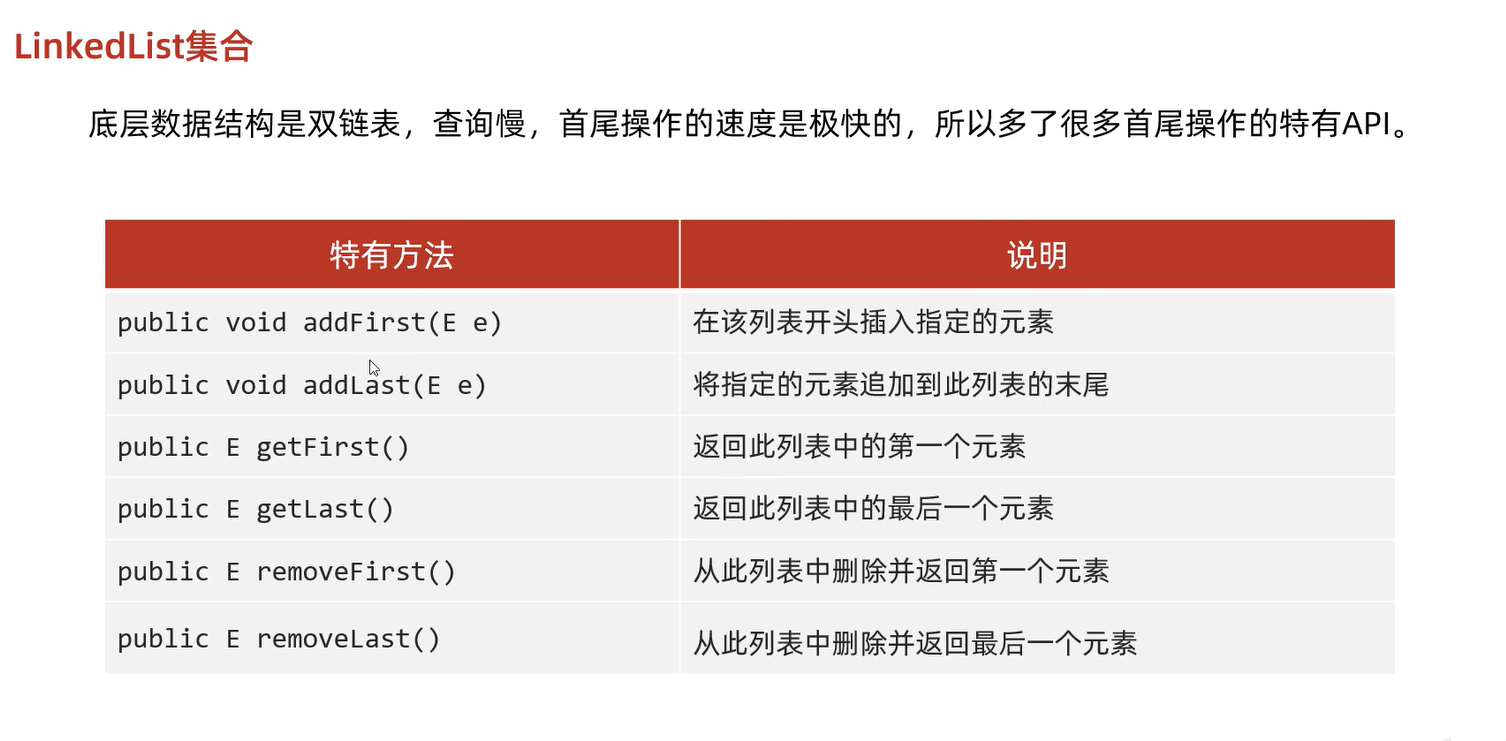 LinkedList集合
底层数据结构是双链表，查询慢，首尾操作的速度是极快的，所以多了很多首尾操作的特有API。
特有方法 说明
public void addFirst(E e) 在该列表开头插入指定的元素
public void addLast(E e) 将指定的元素追加到此列表的末尾
public E getFirst() 返回此列表中的第一个元素
public E getLast() 返回此列表中的最后一个元素
public E removeFirst() 从此列表中删除并返回第一个元素
public E removeLast() 从此列表中删除并返回最后一个元素